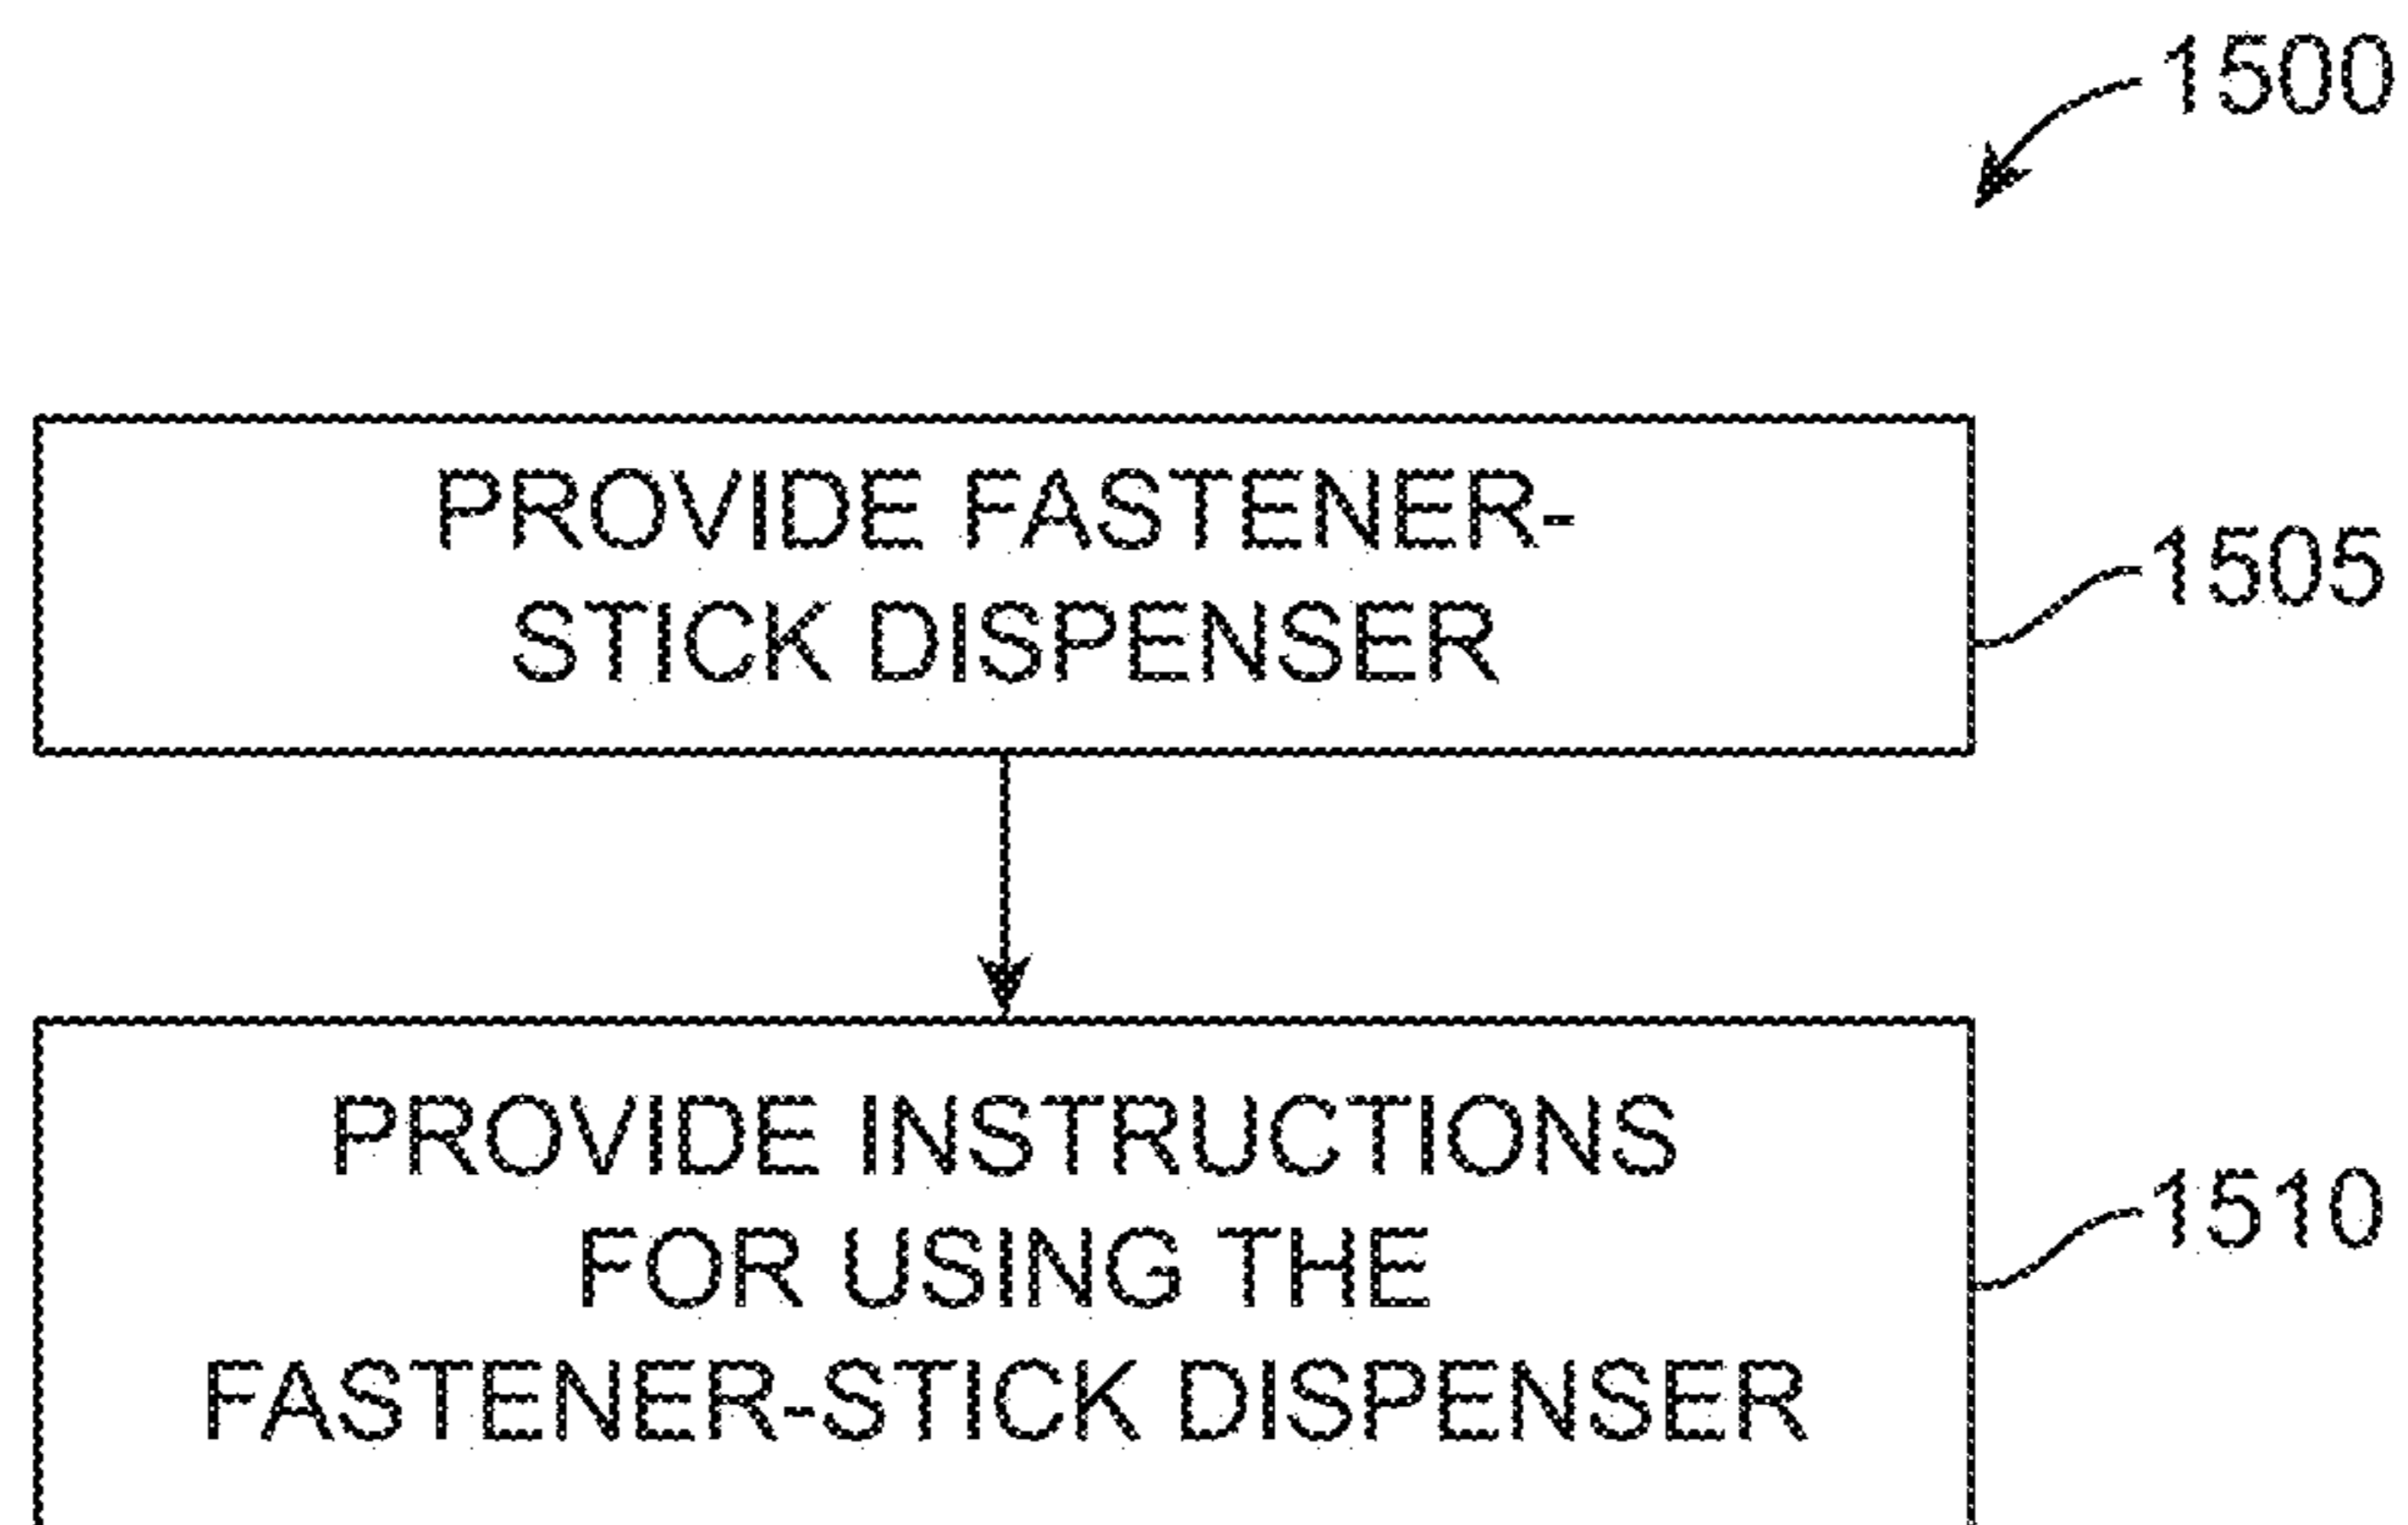 1500
PROVIDE FASTENER-
STICK DISPENSER
1505
PROVIDE INSTRUCTIONS
FOR USING THE
FASTENER-STICK DISPENSER
1510